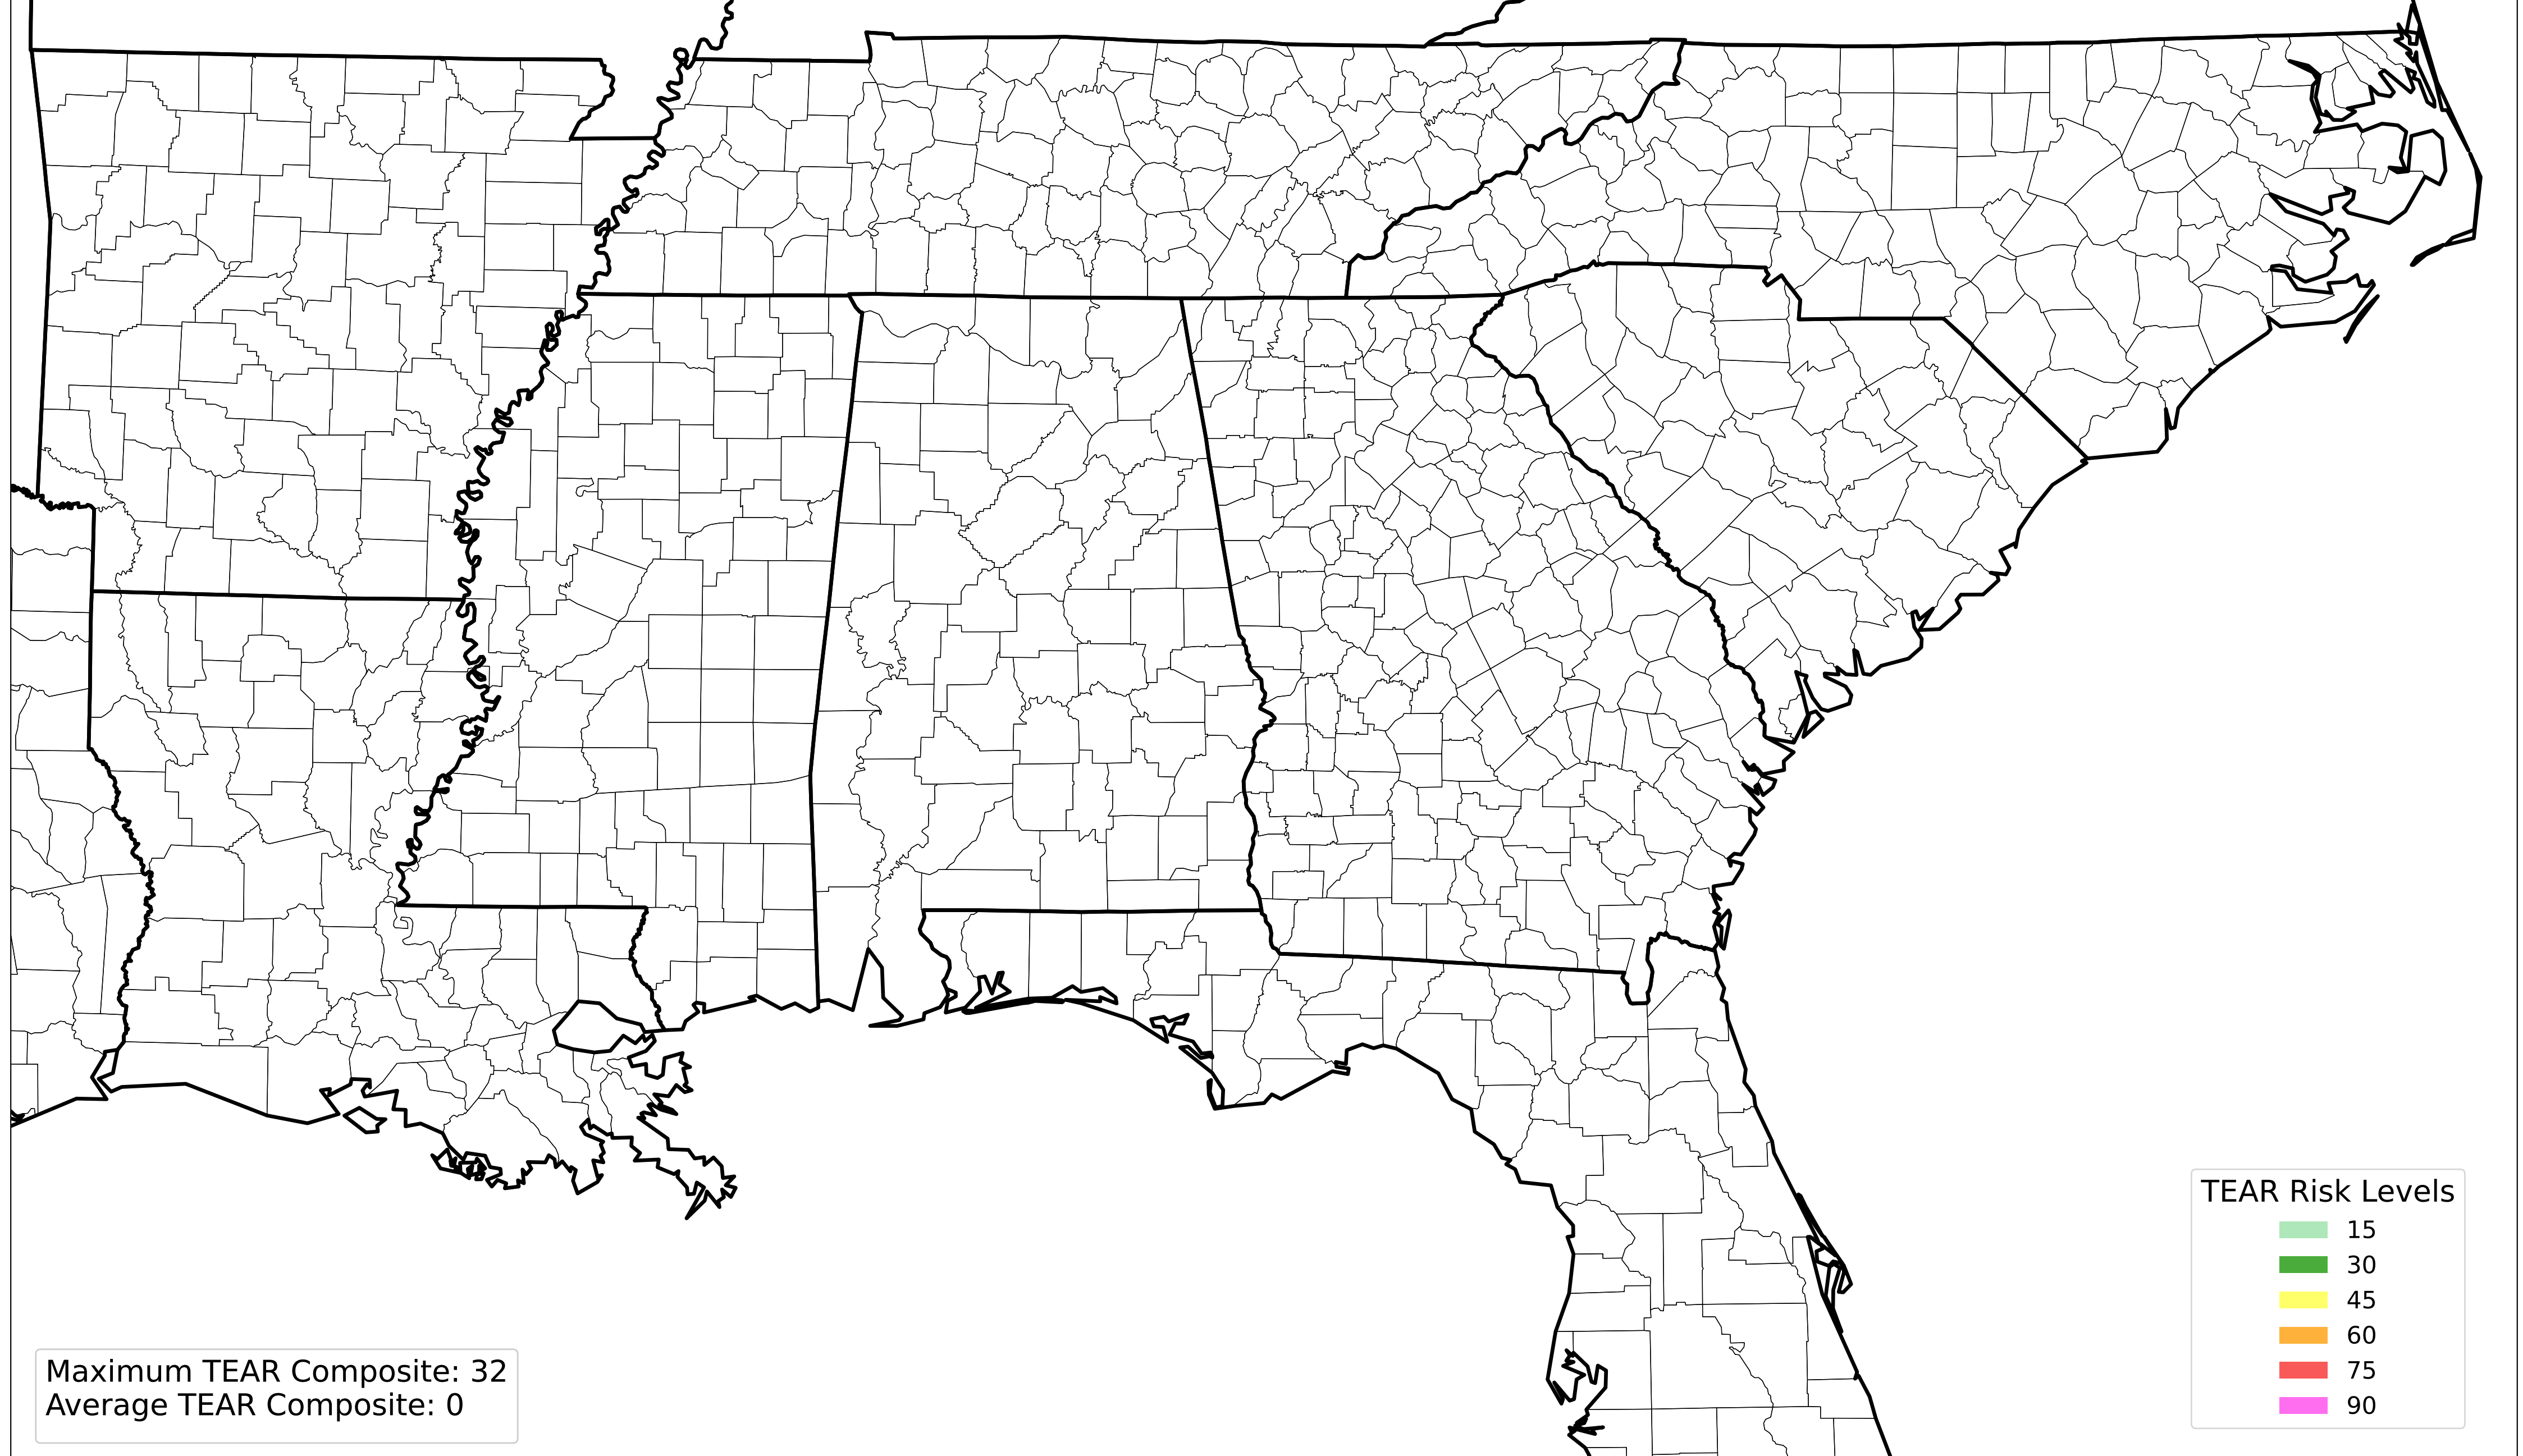 TEAR Risk Levels
15
30
45
60
75
90
Maximum TEAR Composite: 32
Average TEAR Composite: 0